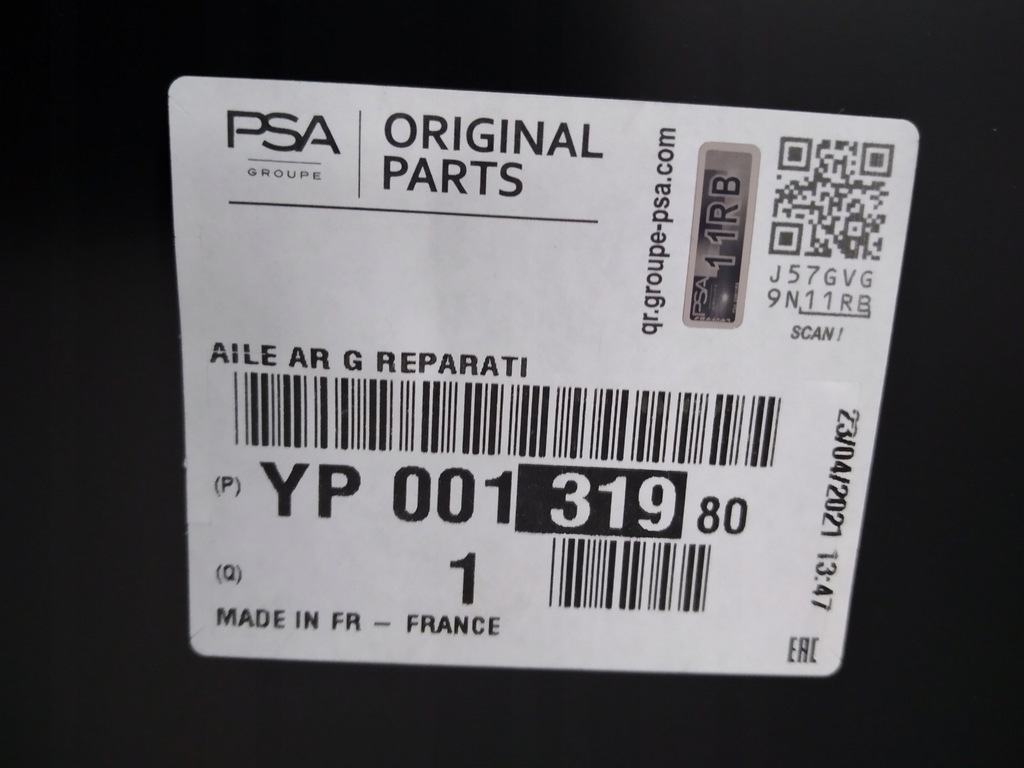 PSA
GROUPE
ORIGINAL
PARTS
qr.groupe-psa.com
PSA 11RB
J57GVG
9N11RB
SCAN!
AILE AR G REPARATI
(P) YP 001 319 80
(Q) 1
MADE IN FR – FRANCE
23/04/2021 13:47
EAC